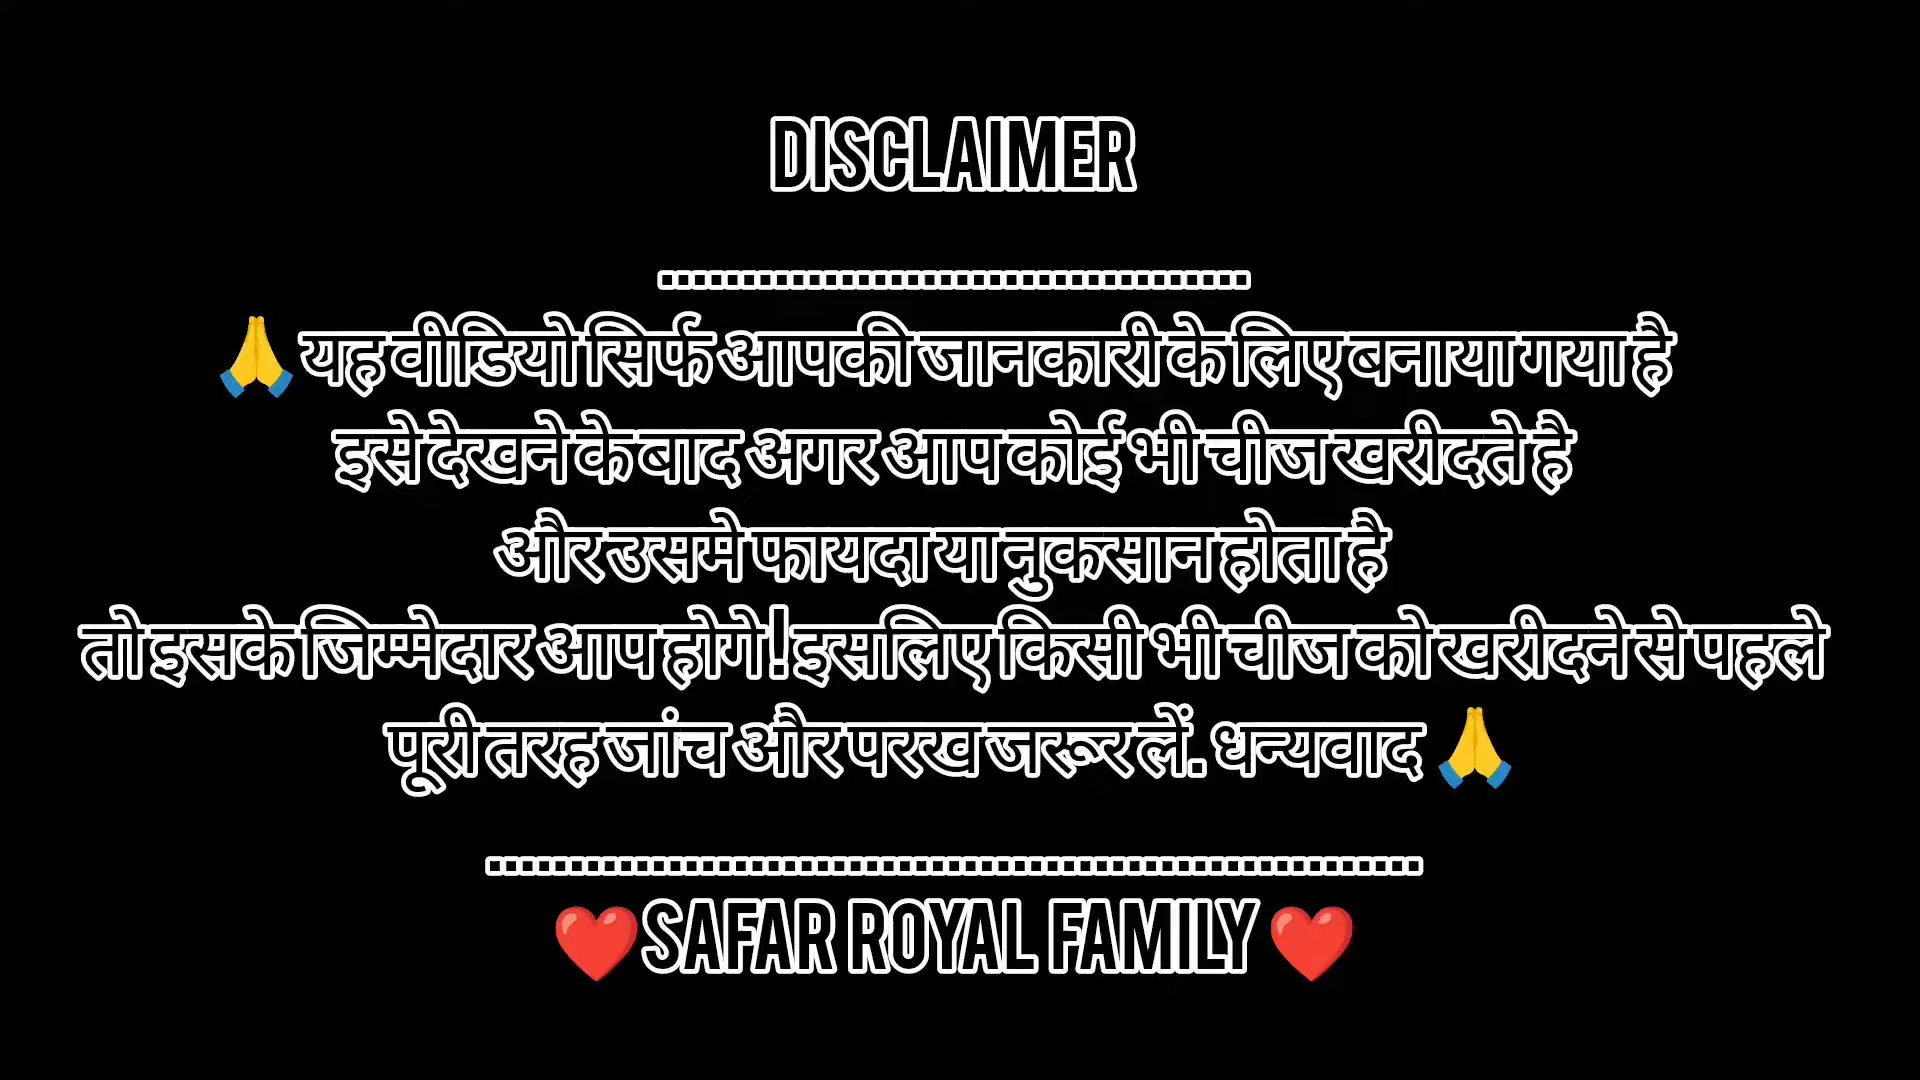 DISCLAIMER
....................................
🙏यह वीडियो सिर्फ आपकी जानकारी के लिए बनाया गया है
इसे देखने के बाद अगर आप कोई भी चीज खरीदते है
और उसमे फायदा या नुकसान होता है
तो इसके जिम्मेदार आप होगे ! इसलिए किसी भी चीज को खरीदने से पहले
पूरी तरह जांच और परख जरूर लें. धन्यवाद 🙏
.........................................................
❤️SAFAR ROYAL FAMILY ❤️